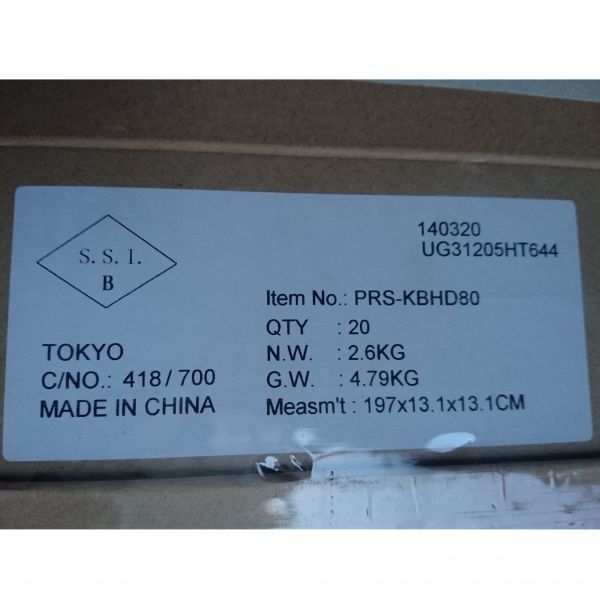 140320
UG31205HT644
S. S. I.
B
Item No.: PRS-KBHD80
QTY : 20
N.W. : 2.6KG
G.W. : 4.79KG
Measm't : 197x13.1x13.1CM
TOKYO
C/NO.: 418 / 700
MADE IN CHINA